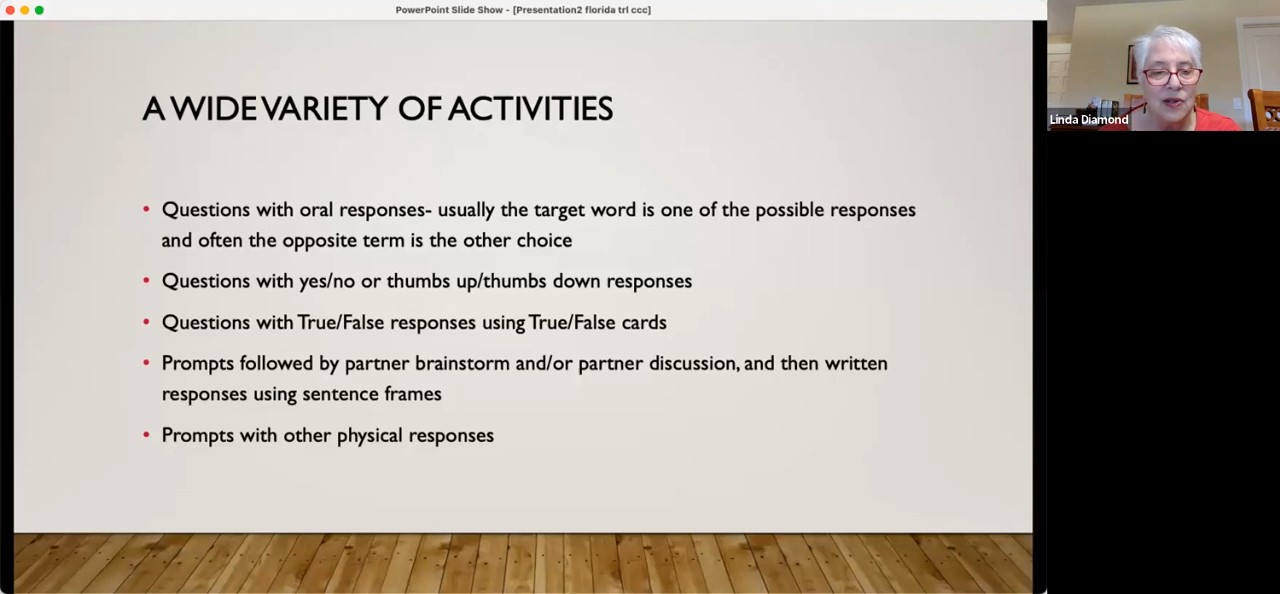 PowerPoint Slide Show - [Presentation2 florida trl ccc]
A WIDE VARIETY OF ACTIVITIES
• Questions with oral responses- usually the target word is one of the possible responses
and often the opposite term is the other choice
• Questions with yes/no or thumbs up/thumbs down responses
• Questions with True/False responses using True/False cards
• Prompts followed by partner brainstorm and/or partner discussion, and then written
responses using sentence frames
• Prompts with other physical responses
Linda Diamond